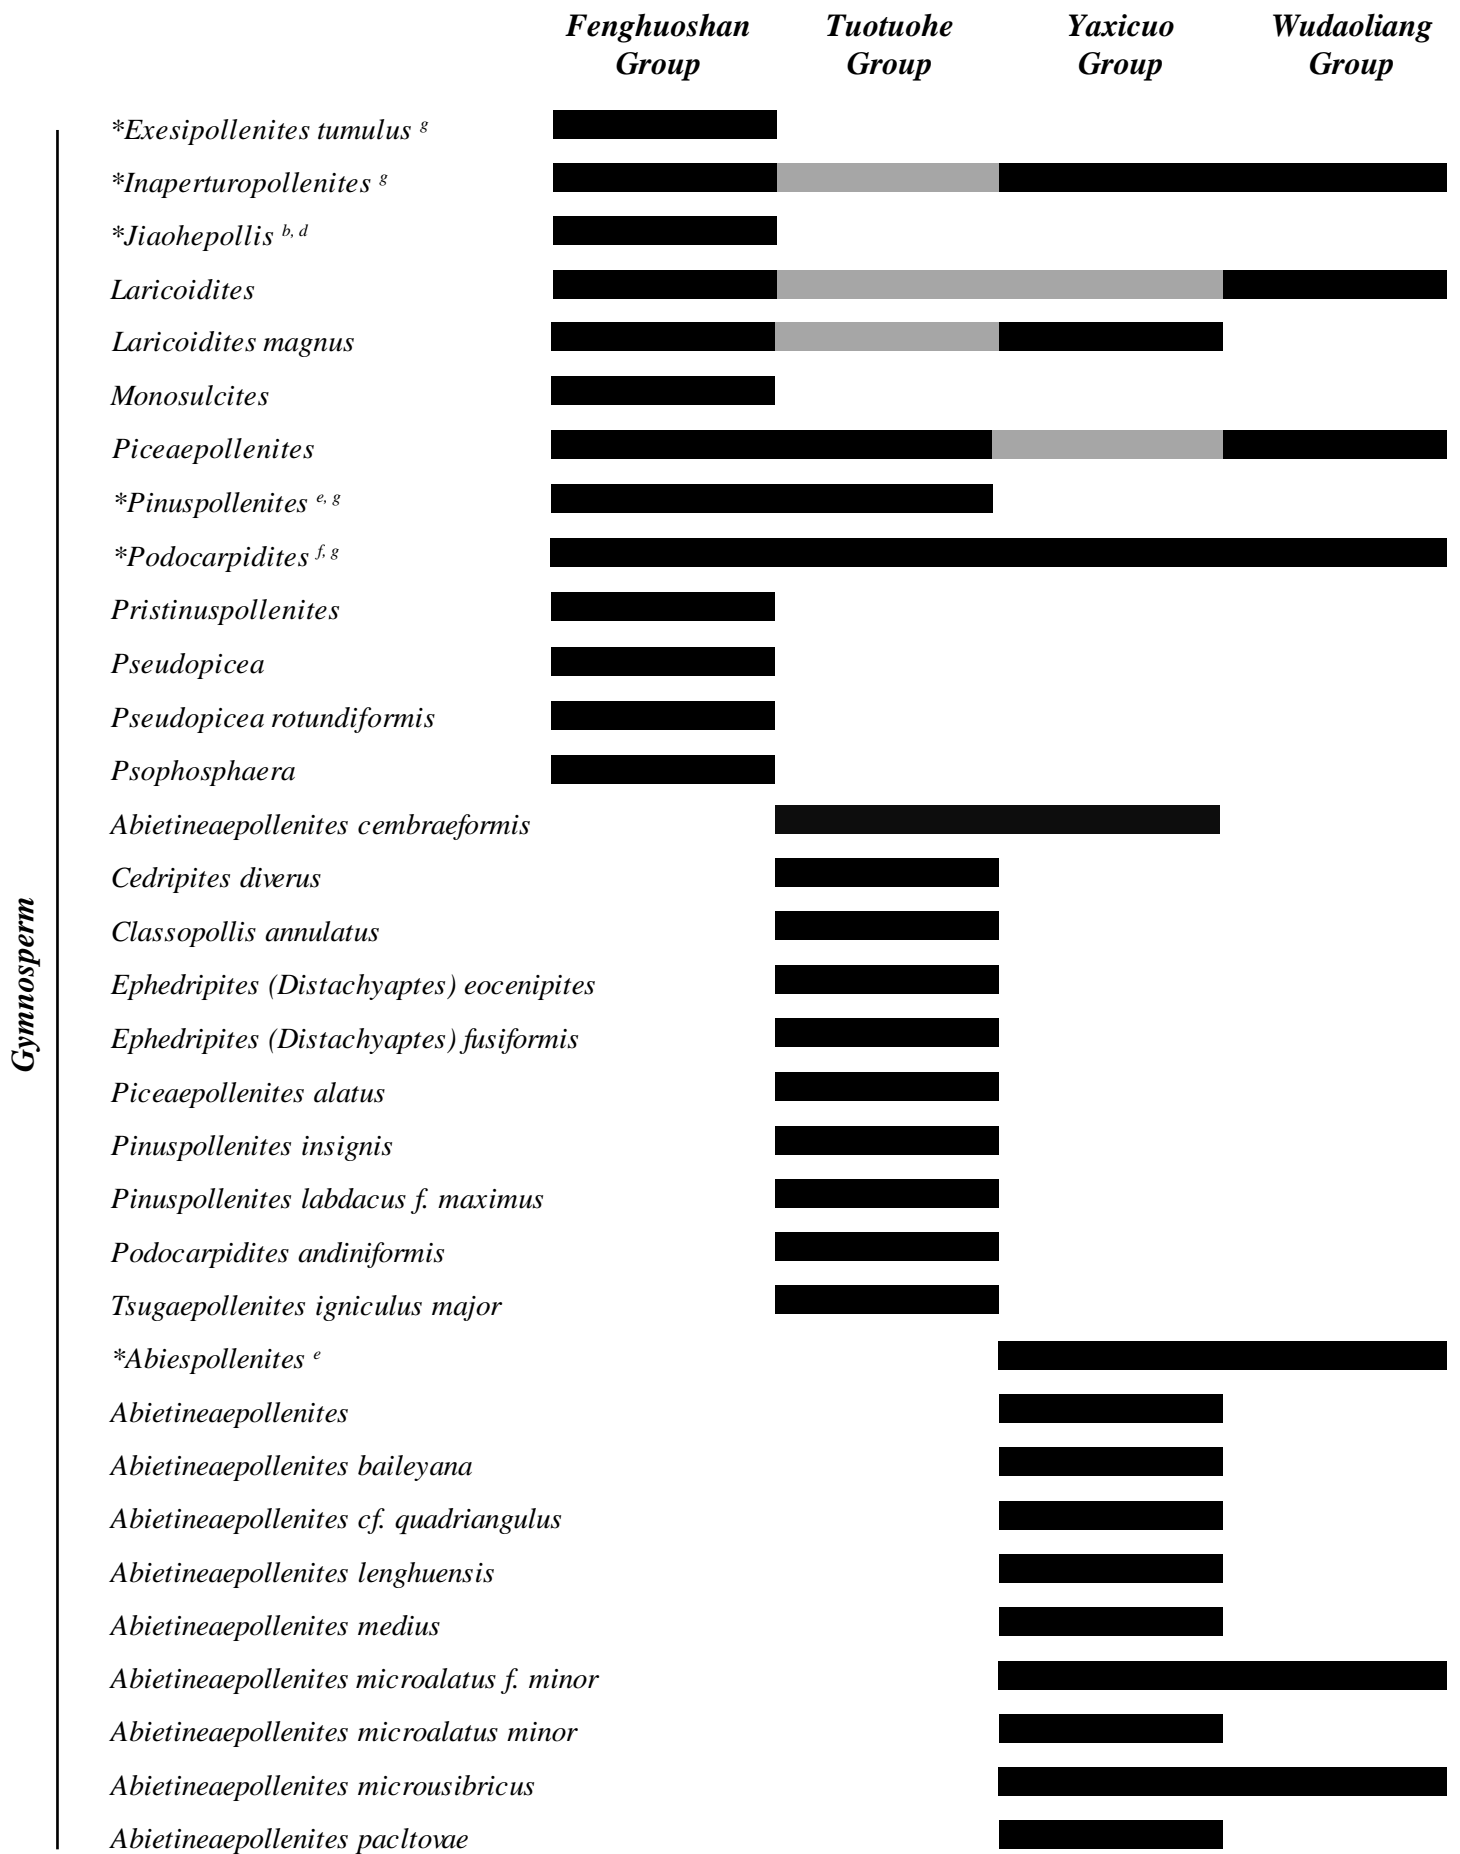 Fenghuoshan Tuotuohe Yaxicuo Wudaoliang
Group Group Group Group
*Exesipollenites tumulus g
*Inaperturopollenites g
*Jiaohepollis b, d
Laricoidites
Laricoidites magnus
Monosulcites
Piceaepollenites
*Pinuspollenites e, g
*Podocarpidites f, g
Pristinuspollenites
Pseudopicea
Pseudopicea rotundiformis
Psophosphaera
Abietineaepollenites cembraeformis
Cedripites diverus
Classopollis annulatus
Ephedripites (Distachyaptes) eocenipites
Ephedripites (Distachyaptes) fusiformis
Piceaepollenites alatus
Pinuspollenites insignis
Pinuspollenites labdacus f. maximus
Podocarpidites andiniformis
Tsugaepollenites igniculus major
*Abiespollenites e
Abietineaepollenites
Abietineaepollenites baileyana
Abietineaepollenites cf. quadriangulus
Abietineaepollenites lenghuensis
Abietineaepollenites medius
Abietineaepollenites microalatus f. minor
Abietineaepollenites microalatus minor
Abietineaepollenites microusibricus
Abietineaepollenites pacltovae
Gymnosperm